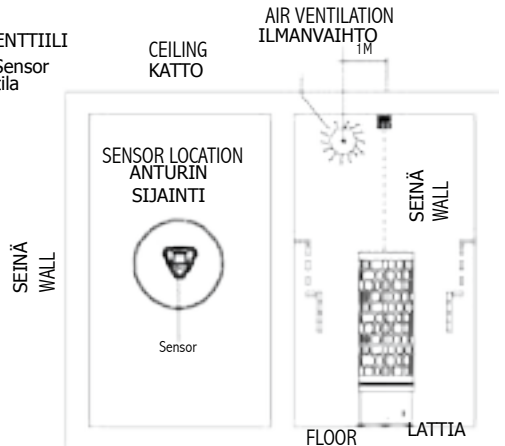 ENTTIILI
Sensor
tila
CEILING
KATTO
AIR VENTILATION
ILMANVAIHTO
1M
SENSOR LOCATION
ANTURIN
SIJAINTI
SEINÄ
WALL
Sensor
SEINÄ
WALL
FLOOR
LATTIA